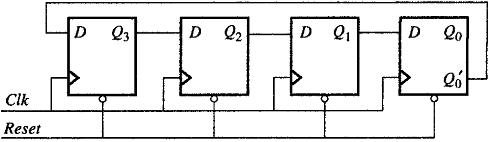 D Q₃ D Q₂ D Q₁ D Q₀
Q₀′
Clk
Reset